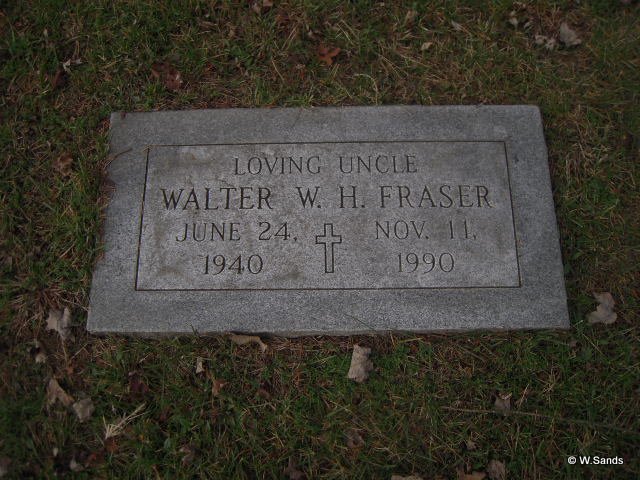 LOVING UNCLE
WALTER W. H. FRASER
JUNE 24, NOV. 11,
1940 1990
© W.Sands